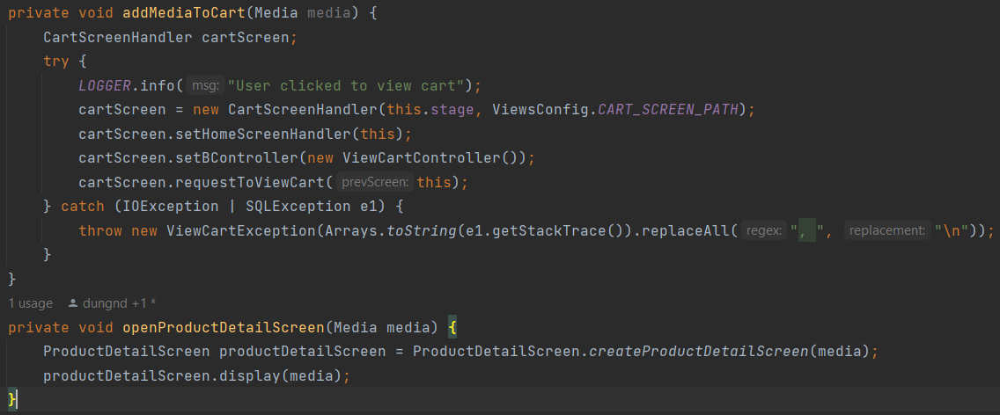 private void addMediaToCart(Media media) {
    CartScreenHandler cartScreen;
    try {
        LOGGER.info( msg: "User clicked to view cart");
        cartScreen = new CartScreenHandler(this.stage, ViewsConfig.CART_SCREEN_PATH);
        cartScreen.setHomeScreenHandler(this);
        cartScreen.setBController(new ViewCartController());
        cartScreen.requestToViewCart( prevScreen: this);
    } catch (IOException | SQLException e1) {
        throw new ViewCartException(Arrays.toString(e1.getStackTrace()).replaceAll( regex: ", ", replacement: "\n"));
    }
}
1 usage dungnd +1 *
private void openProductDetailScreen(Media media) {
    ProductDetailScreen productDetailScreen = ProductDetailScreen.createProductDetailScreen(media);
    productDetailScreen.display(media);
}